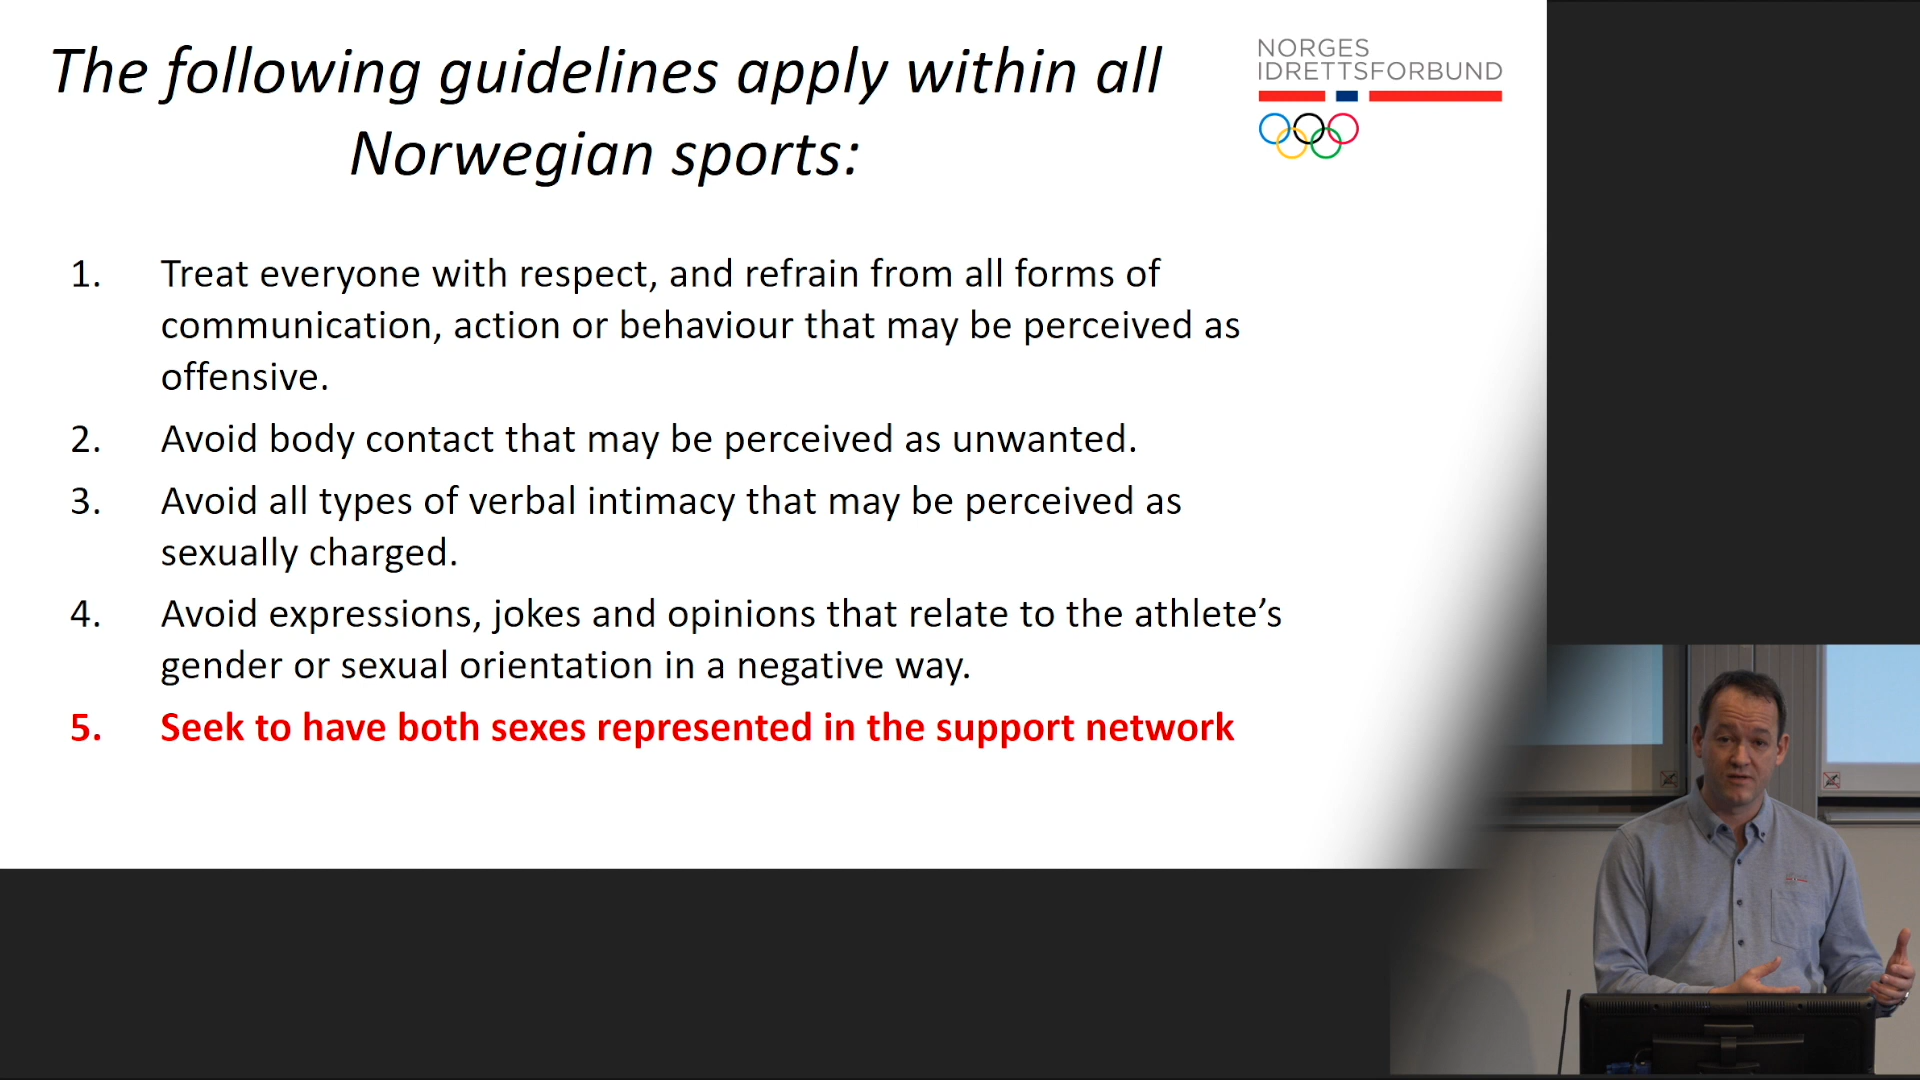 The following guidelines apply within all
Norwegian sports:
NORGES
IDRETTSFORBUND
1. Treat everyone with respect, and refrain from all forms of
communication, action or behaviour that may be perceived as
offensive.
2. Avoid body contact that may be perceived as unwanted.
3. Avoid all types of verbal intimacy that may be perceived as
sexually charged.
4. Avoid expressions, jokes and opinions that relate to the athlete’s
gender or sexual orientation in a negative way.
5. Seek to have both sexes represented in the support network